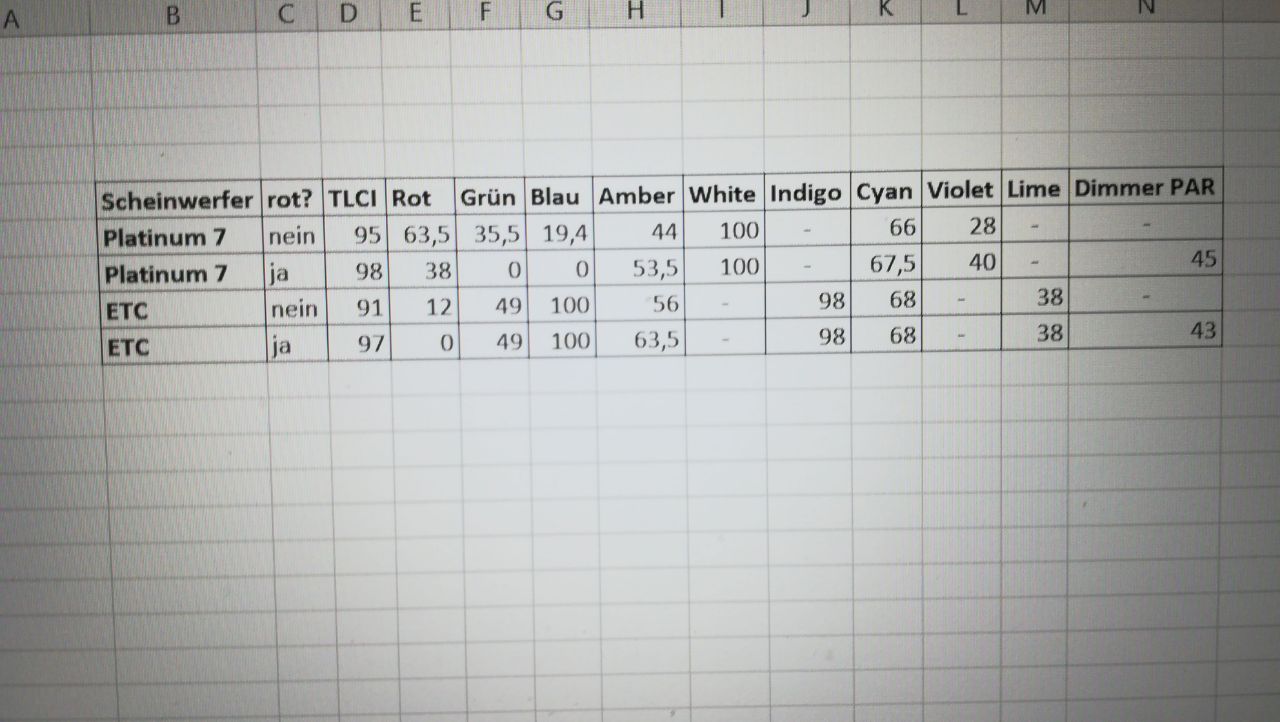 A B C D E F G H I J K L M N
Scheinwerfer rot? TLCI Rot Grün Blau Amber White Indigo Cyan Violet Lime Dimmer PAR
Platinum 7 nein 95 63,5 35,5 19,4 44 100 - 66 28 - -
Platinum 7 ja 98 38 0 0 53,5 100 - 67,5 40 - 45
ETC nein 91 12 49 100 56 - 98 68 - 38 -
ETC ja 97 0 49 100 63,5 - 98 68 - 38 43